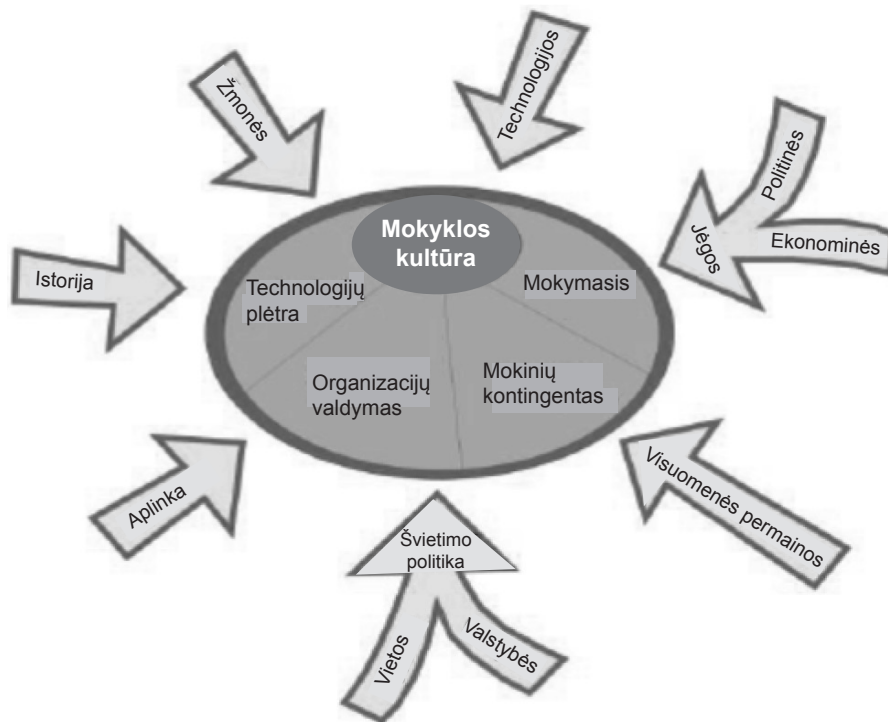 Žmonės
Technologijos
Politinės
Jėgos
Ekonominės
Istorija
Mokyklos
kultūra
Technologijų
plėtra
Mokymasis
Organizacijų
valdymas
Mokinių
kontingentas
Aplinka
Švietimo
politika
Vietos
Valstybės
Visuomenės permainos